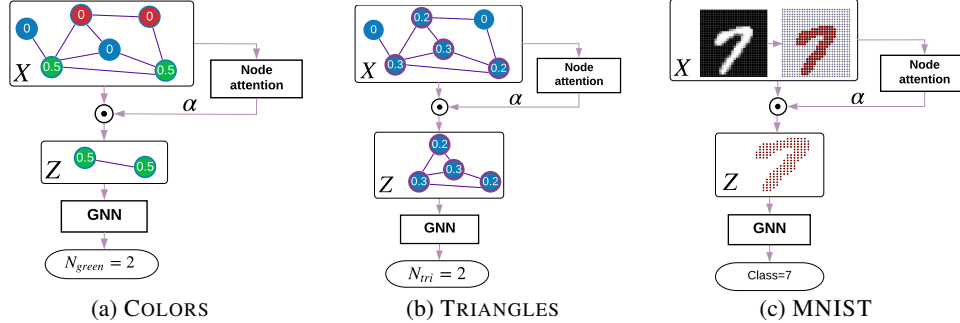 0 0 0
0
0.5 0.5
X
Node
attention
α
0.5 0.5
Z
GNN
N_green = 2
(a) COLORS
0.2
0
0.3
0.3 0.2
X
Node
attention
α
0.2
0.3
0.3 0.2
Z
GNN
N_tri = 2
(b) TRIANGLES
X
Node
attention
α
Z
GNN
Class=7
(c) MNIST